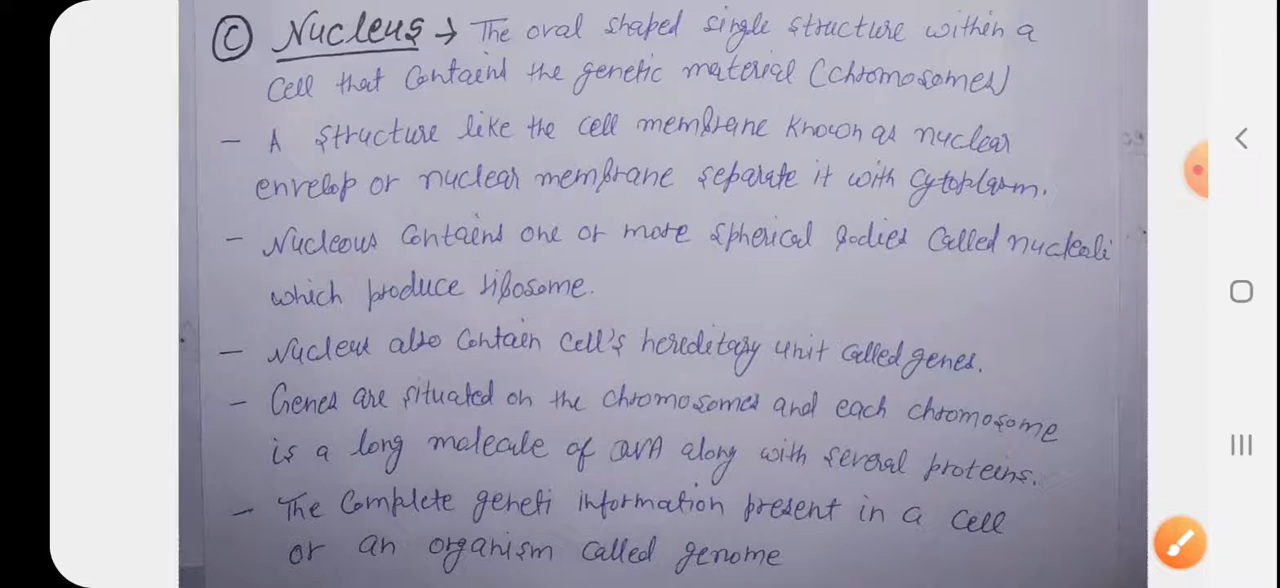 © Nucleus → The oval shaped single structure within a
cell that containd the genetic material (chromosomes)
- A structure like the cell membrane known as nuclear
envelop or nuclear membrane separate it with cytoplasm.
- Nucleous contains one or more spherical bodies called nucleoli
which produce ribosome.
- Nucleus also contain cell's hereditary unit called genes.
- Genes are situated on the chromosomes and each chromosome
is a long molecule of DNA along with several proteins.
- The complete geneti information present in a cell
or an organism called genome